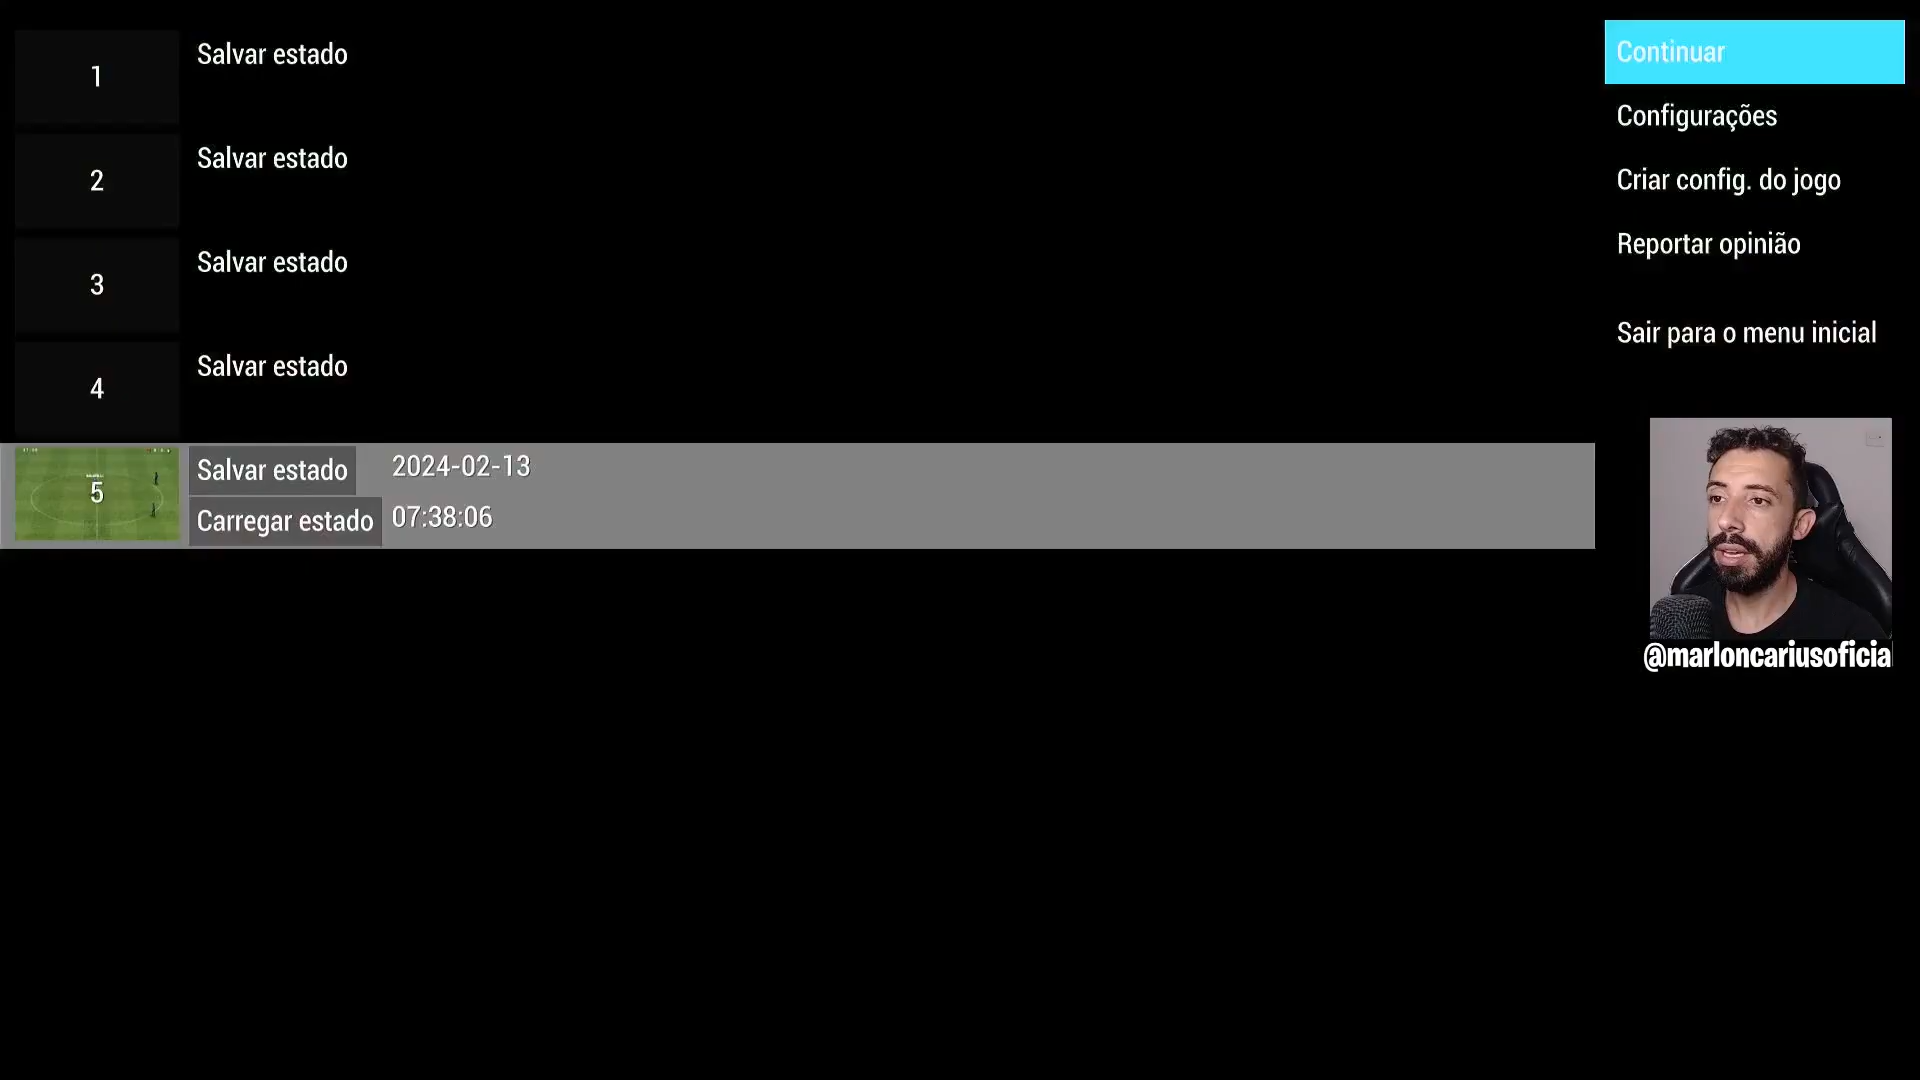 1
Salvar estado
2
Salvar estado
3
Salvar estado
4
Salvar estado
5
Salvar estado
2024-02-13
Carregar estado
07:38:06
Continuar
Configurações
Criar config. do jogo
Reportar opinião
Sair para o menu inicial
@marloncariusoficia